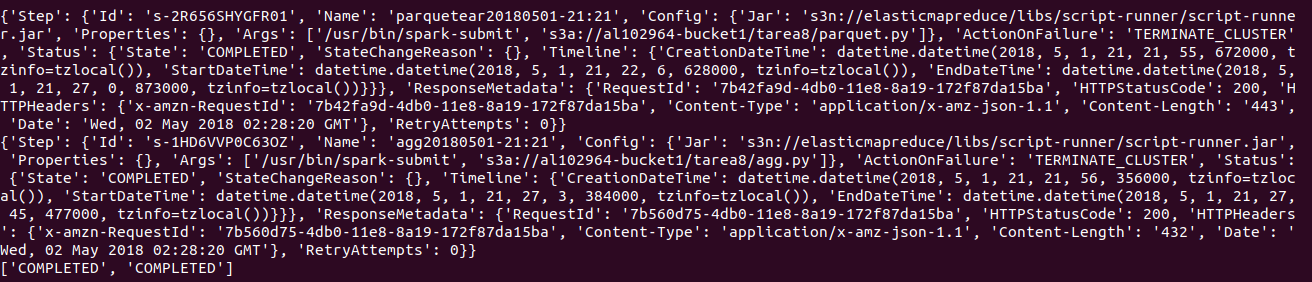 {'Step': {'Id': 's-2R656SHYGFR01', 'Name': 'parquetear20180501-21:21', 'Config': {'Jar': 's3n://elasticmapreduce/libs/script-runner/script-runne
r.jar', 'Properties': {}, 'Args': ['/usr/bin/spark-submit', 's3a://al102964-bucket1/tarea8/parquet.py']}, 'ActionOnFailure': 'TERMINATE_CLUSTER'
, 'Status': {'State': 'COMPLETED', 'StateChangeReason': {}, 'Timeline': {'CreationDateTime': datetime.datetime(2018, 5, 1, 21, 21, 55, 672000, t
zinfo=tzlocal()), 'StartDateTime': datetime.datetime(2018, 5, 1, 21, 22, 6, 628000, tzinfo=tzlocal()), 'EndDateTime': datetime.datetime(2018, 5,
 1, 21, 27, 0, 873000, tzinfo=tzlocal())}}}, 'ResponseMetadata': {'RequestId': '7b42fa9d-4db0-11e8-8a19-172f87da15ba', 'HTTPStatusCode': 200, 'H
TTPHeaders': {'x-amzn-RequestId': '7b42fa9d-4db0-11e8-8a19-172f87da15ba', 'Content-Type': 'application/x-amz-json-1.1', 'Content-Length': '443',
 'Date': 'Wed, 02 May 2018 02:28:20 GMT'}, 'RetryAttempts': 0}}
{'Step': {'Id': 's-1HD6VVP0C63OZ', 'Name': 'agg20180501-21:21', 'Config': {'Jar': 's3n://elasticmapreduce/libs/script-runner/script-runner.jar',
 'Properties': {}, 'Args': ['/usr/bin/spark-submit', 's3a://al102964-bucket1/tarea8/agg.py']}, 'ActionOnFailure': 'TERMINATE_CLUSTER', 'Status':
 {'State': 'COMPLETED', 'StateChangeReason': {}, 'Timeline': {'CreationDateTime': datetime.datetime(2018, 5, 1, 21, 21, 56, 356000, tzinfo=tzloc
al()), 'StartDateTime': datetime.datetime(2018, 5, 1, 21, 27, 3, 384000, tzinfo=tzlocal()), 'EndDateTime': datetime.datetime(2018, 5, 1, 21, 27,
 45, 477000, tzinfo=tzlocal())}}}, 'ResponseMetadata': {'RequestId': '7b560d75-4db0-11e8-8a19-172f87da15ba', 'HTTPStatusCode': 200, 'HTTPHeaders
': {'x-amzn-RequestId': '7b560d75-4db0-11e8-8a19-172f87da15ba', 'Content-Type': 'application/x-amz-json-1.1', 'Content-Length': '432', 'Date': '
Wed, 02 May 2018 02:28:20 GMT'}, 'RetryAttempts': 0}}
['COMPLETED', 'COMPLETED']